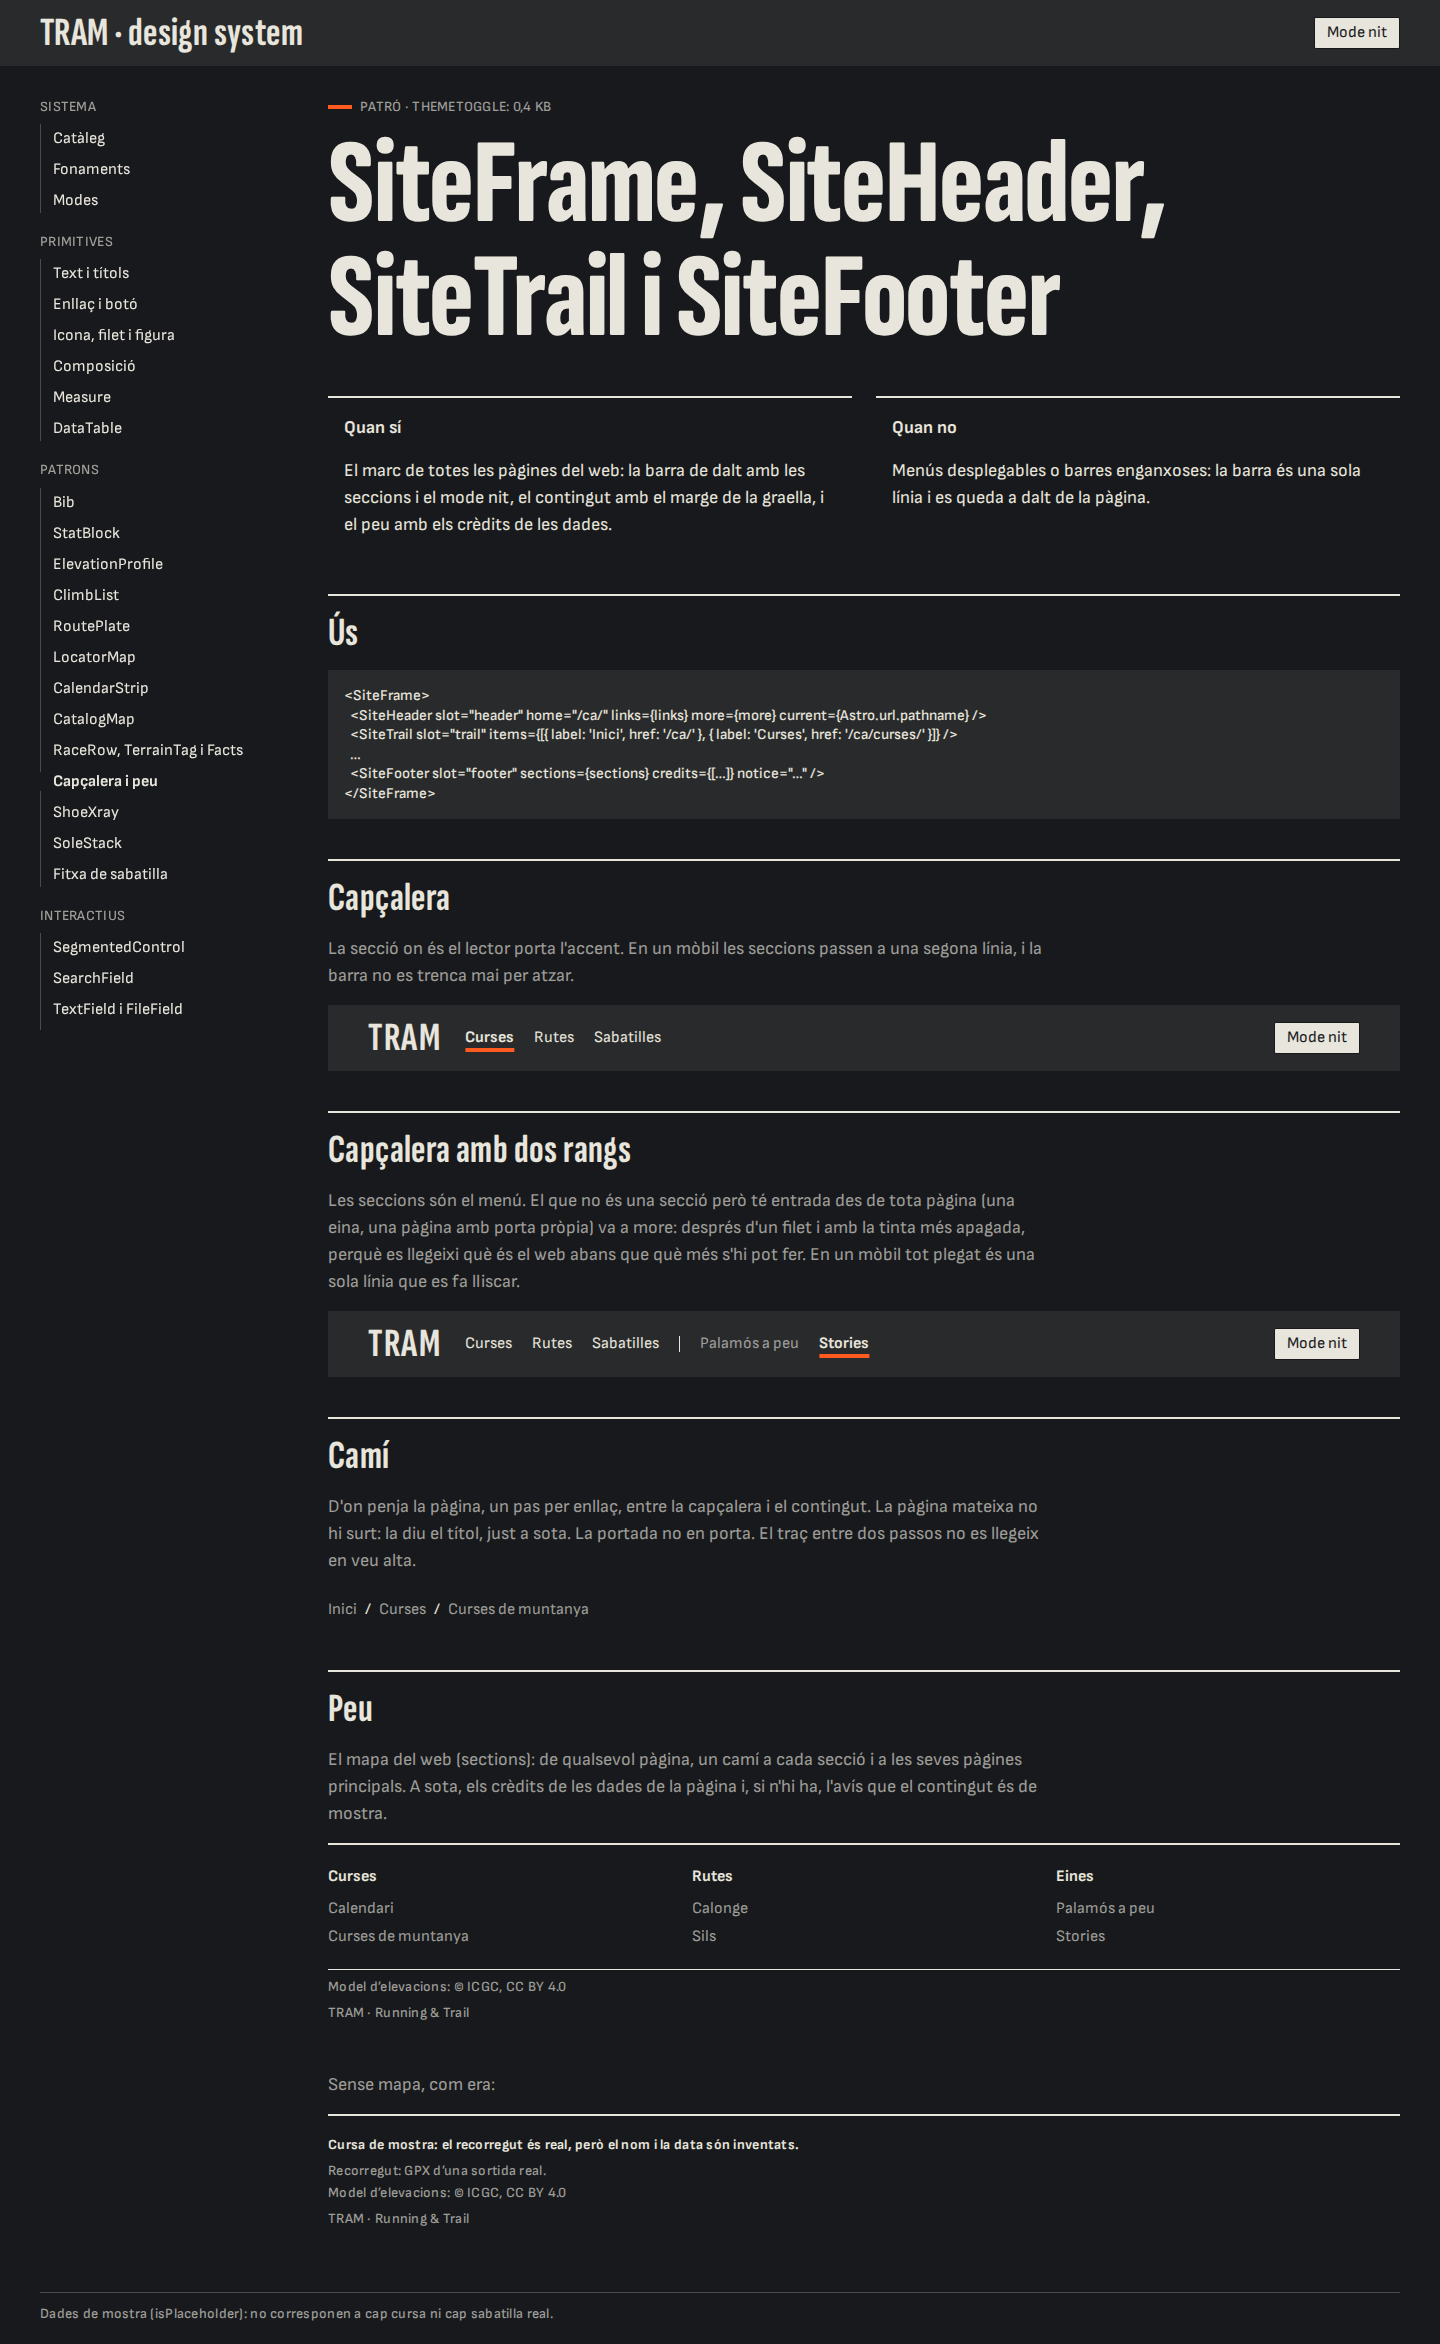 TRAM · design system
Mode nit
SISTEMA
Catàleg
Fonaments
Modes
PRIMITIVES
Text i títols
Enllaç i botó
Icona, filet i figura
Composició
Measure
DataTable
PATRONS
Bib
StatBlock
ElevationProfile
ClimbList
RoutePlate
LocatorMap
CalendarStrip
CatalogMap
RaceRow, TerrainTag i Facts
Capçalera i peu
ShoeXray
SoleStack
Fitxa de sabatilla
INTERACTIUS
SegmentedControl
SearchField
TextField i FileField
PATRÓ · THEMETOGGLE: 0,4 KB
SiteFrame, SiteHeader,
SiteTrail i SiteFooter
Quan sí
El marc de totes les pàgines del web: la barra de dalt amb les
seccions i el mode nit, el contingut amb el marge de la graella, i
el peu amb els crèdits de les dades.
Quan no
Menús desplegables o barres enganxoses: la barra és una sola
línia i es queda a dalt de la pàgina.
Ús
<SiteFrame>
<SiteHeader slot="header" home="/ca/" links={links} more={more} current={Astro.url.pathname} />
<SiteTrail slot="trail" items={[{ label: 'Inici', href: '/ca/' }, { label: 'Curses', href: '/ca/curses/' }]} />
…
<SiteFooter slot="footer" sections={sections} credits={[…]} notice="…" />
</SiteFrame>
Capçalera
La secció on és el lector porta l'accent. En un mòbil les seccions passen a una segona línia, i la
barra no es trenca mai per atzar.
TRAM Curses Rutes Sabatilles Mode nit
Capçalera amb dos rangs
Les seccions són el menú. El que no és una secció però té entrada des de tota pàgina (una
eina, una pàgina amb porta pròpia) va a more: després d'un filet i amb la tinta més apagada,
perquè es llegeixi què és el web abans que què més s'hi pot fer. En un mòbil tot plegat és una
sola línia que es fa lliscar.
TRAM Curses Rutes Sabatilles Palamós a peu Stories Mode nit
Camí
D'on penja la pàgina, un pas per enllaç, entre la capçalera i el contingut. La pàgina mateixa no
hi surt: la diu el títol, just a sota. La portada no en porta. El traç entre dos passos no es llegeix
en veu alta.
Inici / Curses / Curses de muntanya
Peu
El mapa del web (sections): de qualsevol pàgina, un camí a cada secció i a les seves pàgines
principals. A sota, els crèdits de les dades de la pàgina i, si n'hi ha, l'avís que el contingut és de
mostra.
Curses
Calendari
Curses de muntanya
Rutes
Calonge
Sils
Eines
Palamós a peu
Stories
Model d’elevacions: © ICGC, CC BY 4.0
TRAM · Running & Trail
Sense mapa, com era:
Cursa de mostra: el recorregut és real, però el nom i la data són inventats.
Recorregut: GPX d’una sortida real.
Model d’elevacions: © ICGC, CC BY 4.0
TRAM · Running & Trail
Dades de mostra (isPlaceholder): no corresponen a cap cursa ni cap sabatilla real.